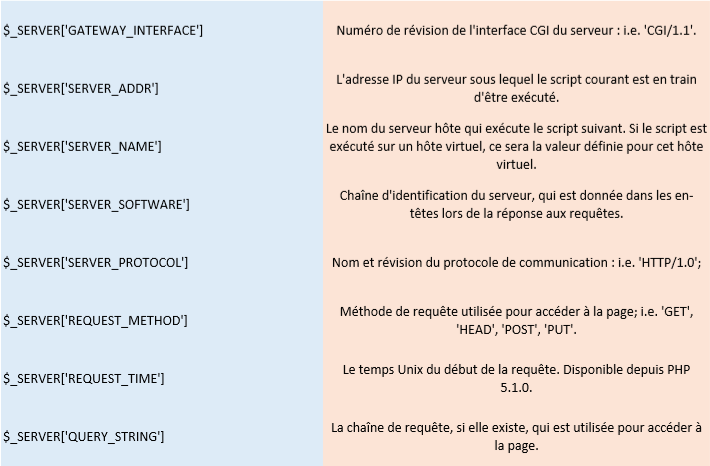 $_SERVER['GATEWAY_INTERFACE']
Numéro de révision de l'interface CGI du serveur : i.e. 'CGI/1.1'.
$_SERVER['SERVER_ADDR']
L'adresse IP du serveur sous lequel le script courant est en train
d'être exécuté.
$_SERVER['SERVER_NAME']
Le nom du serveur hôte qui exécute le script suivant. Si le script est
exécuté sur un hôte virtuel, ce sera la valeur définie pour cet hôte
virtuel.
$_SERVER['SERVER_SOFTWARE']
Chaîne d'identification du serveur, qui est donnée dans les en-
têtes lors de la réponse aux requêtes.
$_SERVER['SERVER_PROTOCOL']
Nom et révision du protocole de communication : i.e. 'HTTP/1.0';
$_SERVER['REQUEST_METHOD']
Méthode de requête utilisée pour accéder à la page; i.e. 'GET',
'HEAD', 'POST', 'PUT'.
$_SERVER['REQUEST_TIME']
Le temps Unix du début de la requête. Disponible depuis PHP
5.1.0.
$_SERVER['QUERY_STRING']
La chaîne de requête, si elle existe, qui est utilisée pour accéder à
la page.